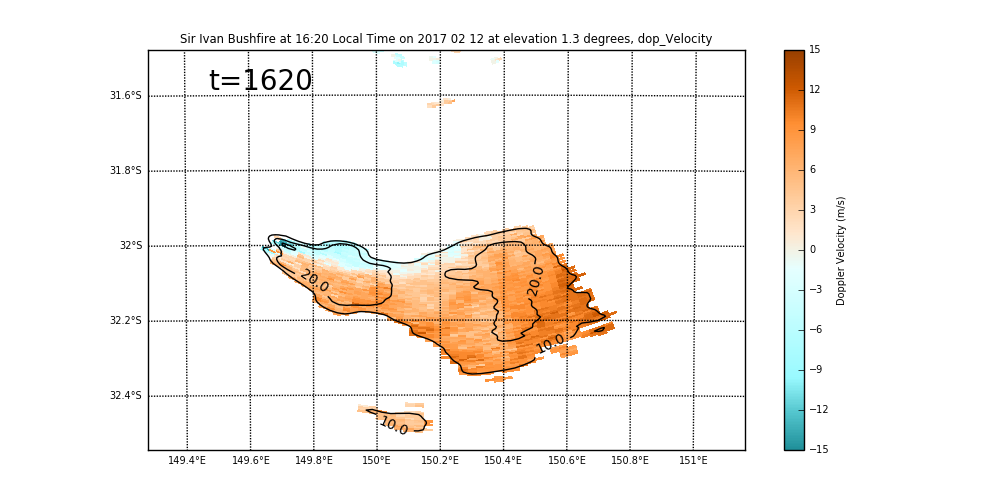 Sir Ivan Bushfire at 16:20 Local Time on 2017 02 12 at elevation 1.3 degrees, dop_Velocity
t=1620
31.6°S
31.8°S
32°S
32.2°S
32.4°S
20.0
20.0
10.0
10.0
149.4°E 149.6°E 149.8°E 150°E 150.2°E 150.4°E 150.6°E 150.8°E 151°E
15
12
9
6
3
0
−3
−6
−9
−12
−15
Doppler Velocity (m/s)